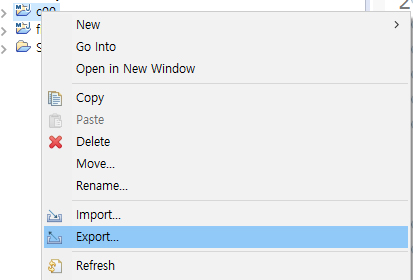 New
Go Into
Open in New Window
Copy
Paste
Delete
Move...
Rename...
Import...
Export...
Refresh